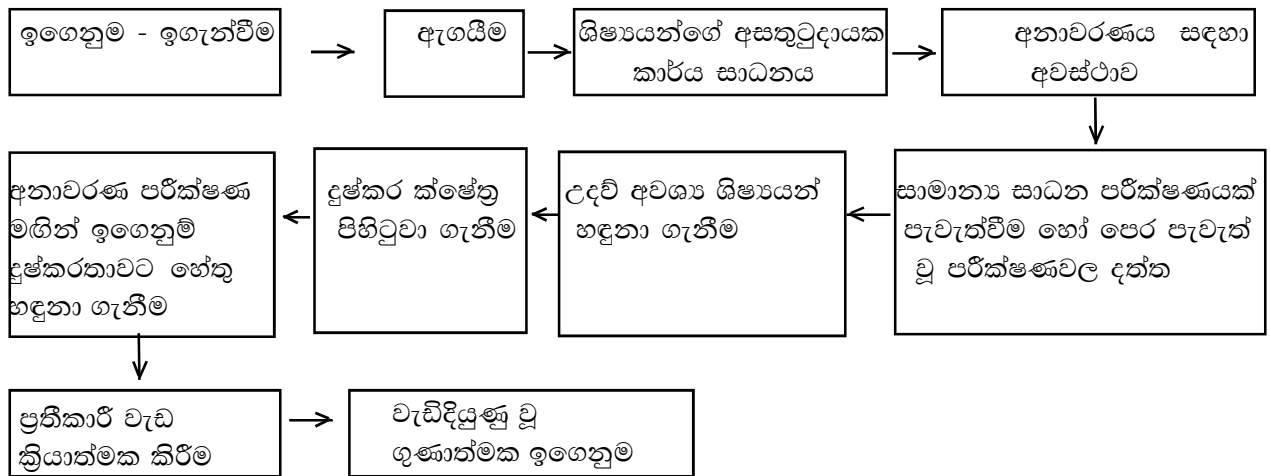 ඉගෙනුම - ඉගැන්වීම
ඇගයීම
ශිෂ්‍යයන්ගේ අසතුටුදායක
කාර්ය සාධනය
අනාවරණය සඳහා
අවස්ථාව
සාමාන්‍ය සාධන පරීක්ෂණයක්
පැවැත්වීම හෝ පෙර පැවැත්
වූ පරීක්ෂණවල දත්ත
උදව් අවශ්‍ය ශිෂ්‍යයන්
හඳුනා ගැනීම
දුෂ්කර ක්ෂේත්‍ර
පිහිටුවා ගැනීම
අනාවරණ පරීක්ෂණ
මඟින් ඉගෙනුම්
දුෂ්කරතාවට හේතු
හඳුනා ගැනීම
ප්‍රතිකාරී වැඩ
ක්‍රියාත්මක කිරීම
වැඩිදියුණු වූ
ගුණාත්මක ඉගෙනුම